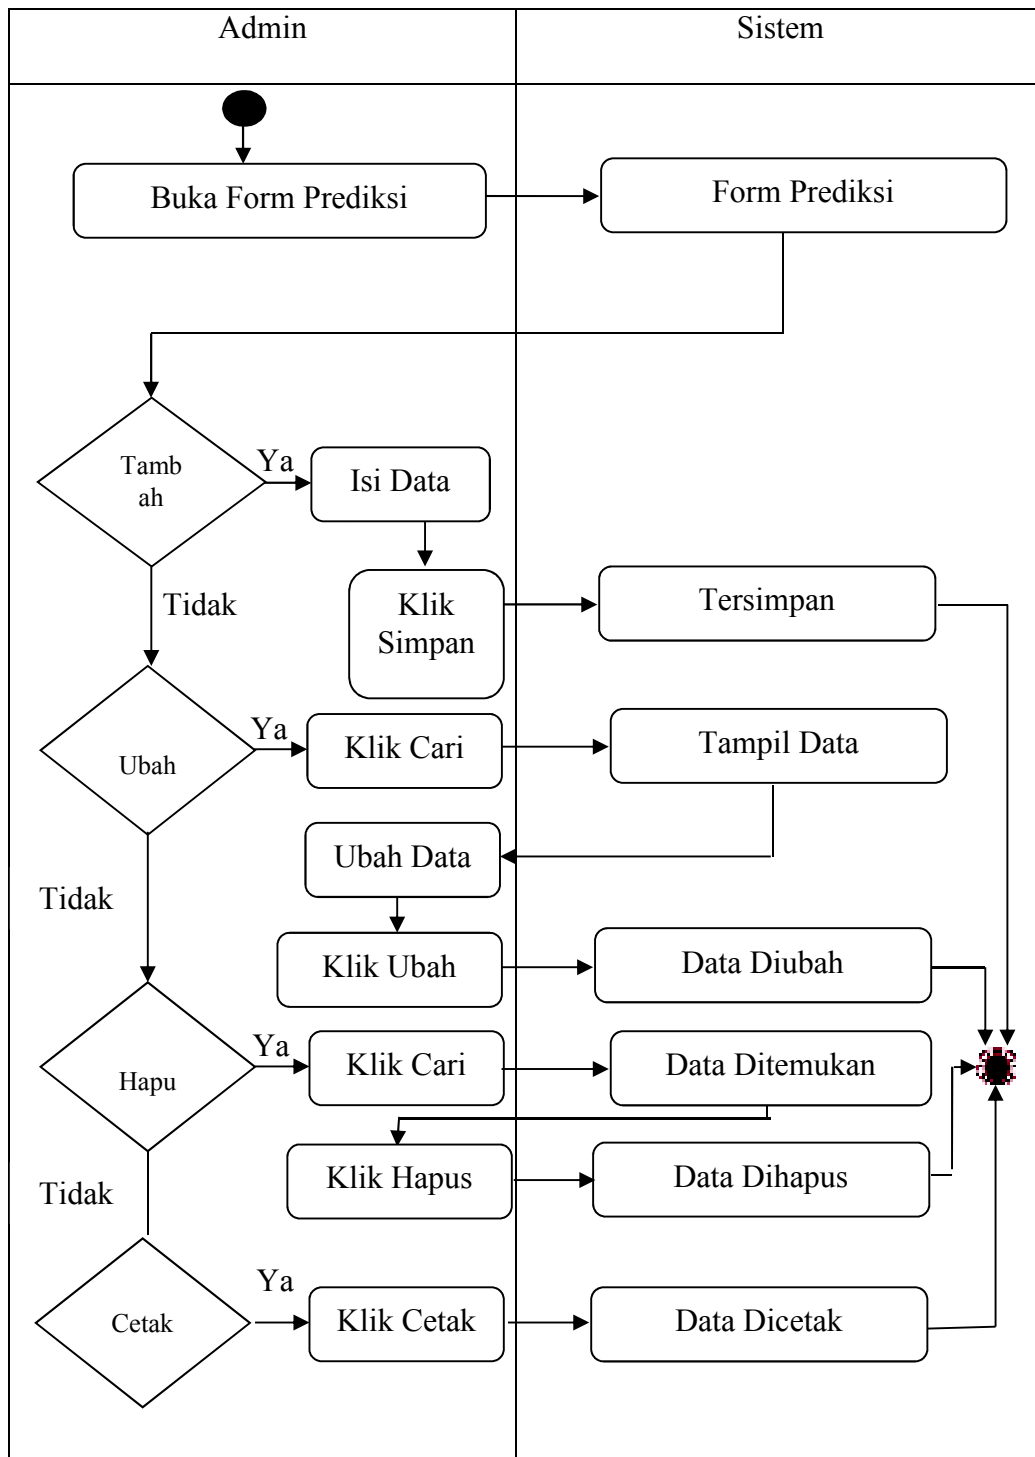 Admin
Sistem
Buka Form Prediksi
Form Prediksi
Tamb
ah
Ya
Isi Data
Tidak
Klik
Simpan
Tersimpan
Ubah
Ya
Klik Cari
Tampil Data
Ubah Data
Tidak
Klik Ubah
Data Diubah
Hapu
Ya
Klik Cari
Data Ditemukan
Tidak
Klik Hapus
Data Dihapus
Cetak
Ya
Klik Cetak
Data Dicetak